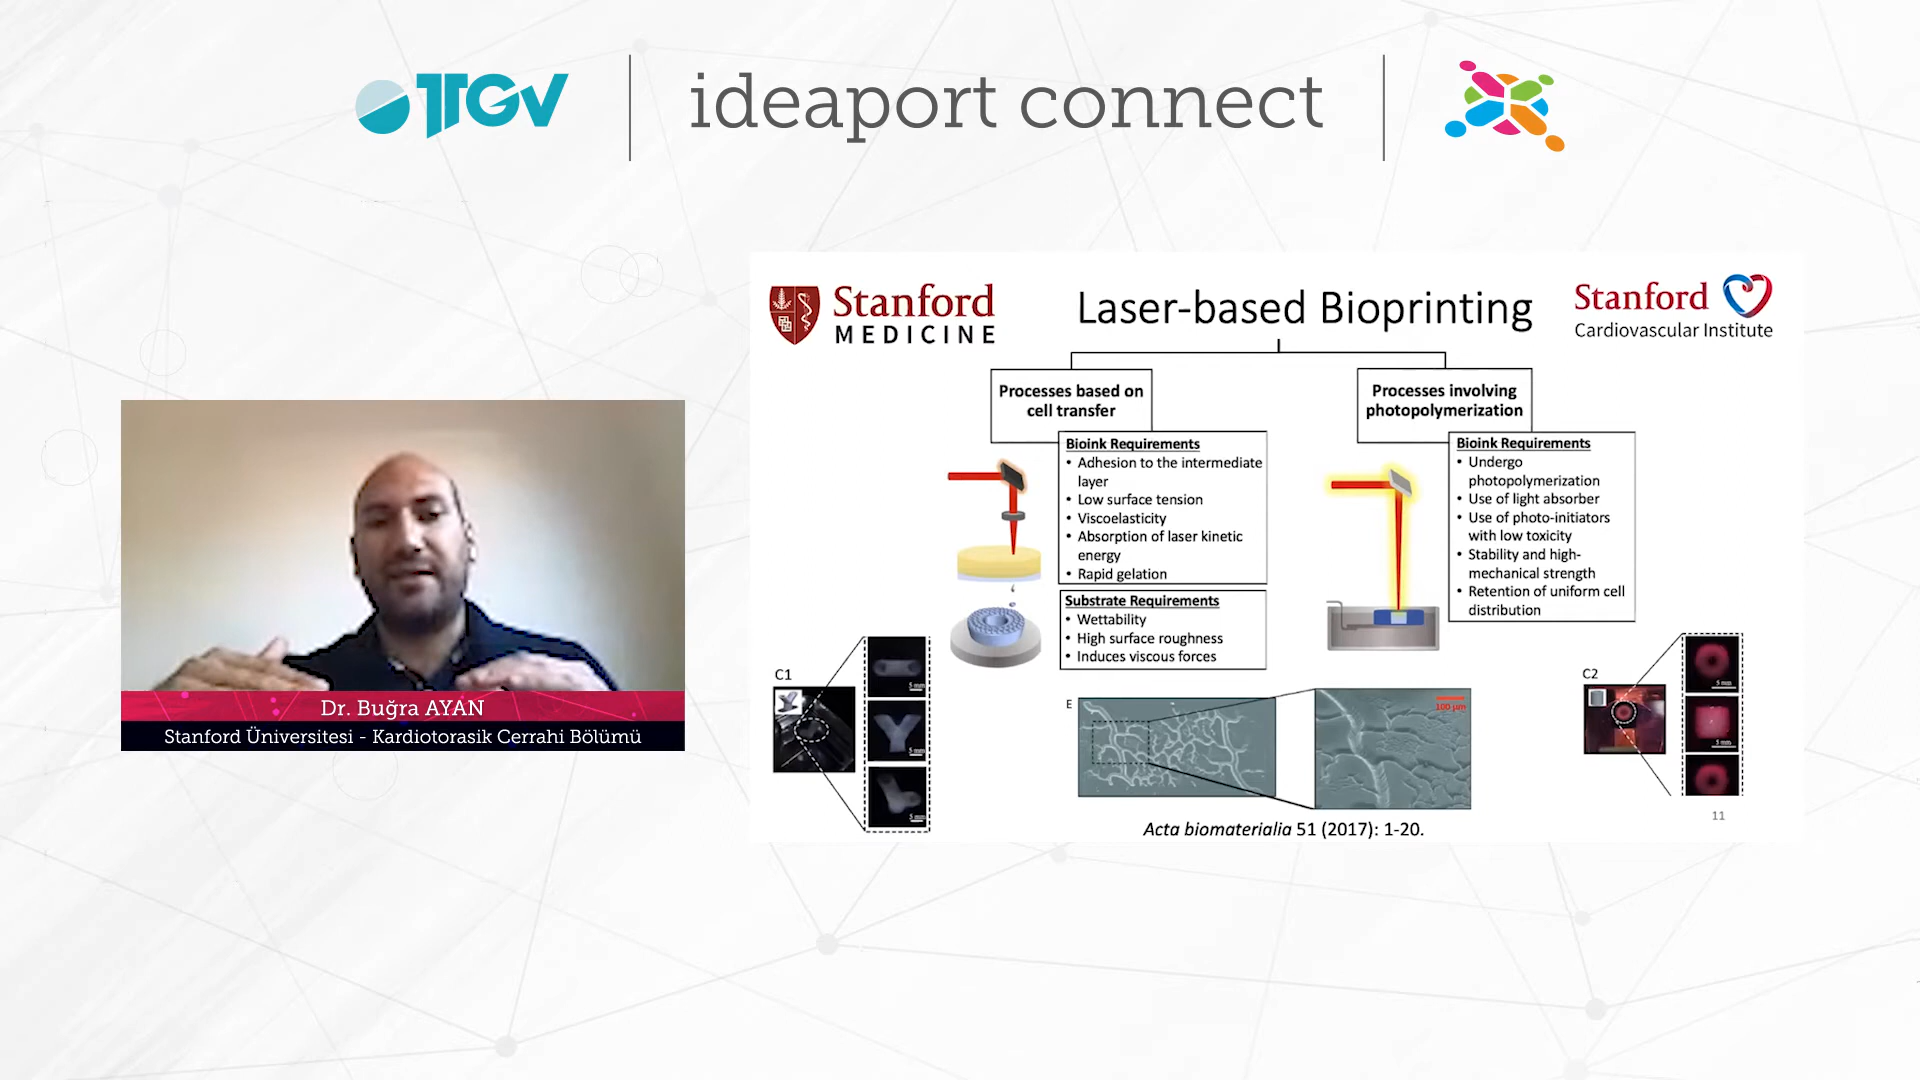 TTGV
ideaport connect
Stanford
MEDICINE
Laser-based Bioprinting
Stanford
Cardiovascular Institute
Processes based on
cell transfer
Bioink Requirements
• Adhesion to the intermediate
layer
• Low surface tension
• Viscoelasticity
• Absorption of laser kinetic
energy
• Rapid gelation
Substrate Requirements
• Wettability
• High surface roughness
• Induces viscous forces
Processes involving
photopolymerization
Bioink Requirements
• Undergo
photopolymerization
• Use of light absorber
• Use of photo-initiators
with low toxicity
• Stability and high-
mechanical strength
• Retention of uniform cell
distribution
C1
5 mm
5 mm
5 mm
E
100 µm
C2
5 mm
5 mm
Acta biomaterialia 51 (2017): 1-20.
11
Dr. Buğra AYAN
Stanford Üniversitesi - Kardiotorasik Cerrahi Bölümü